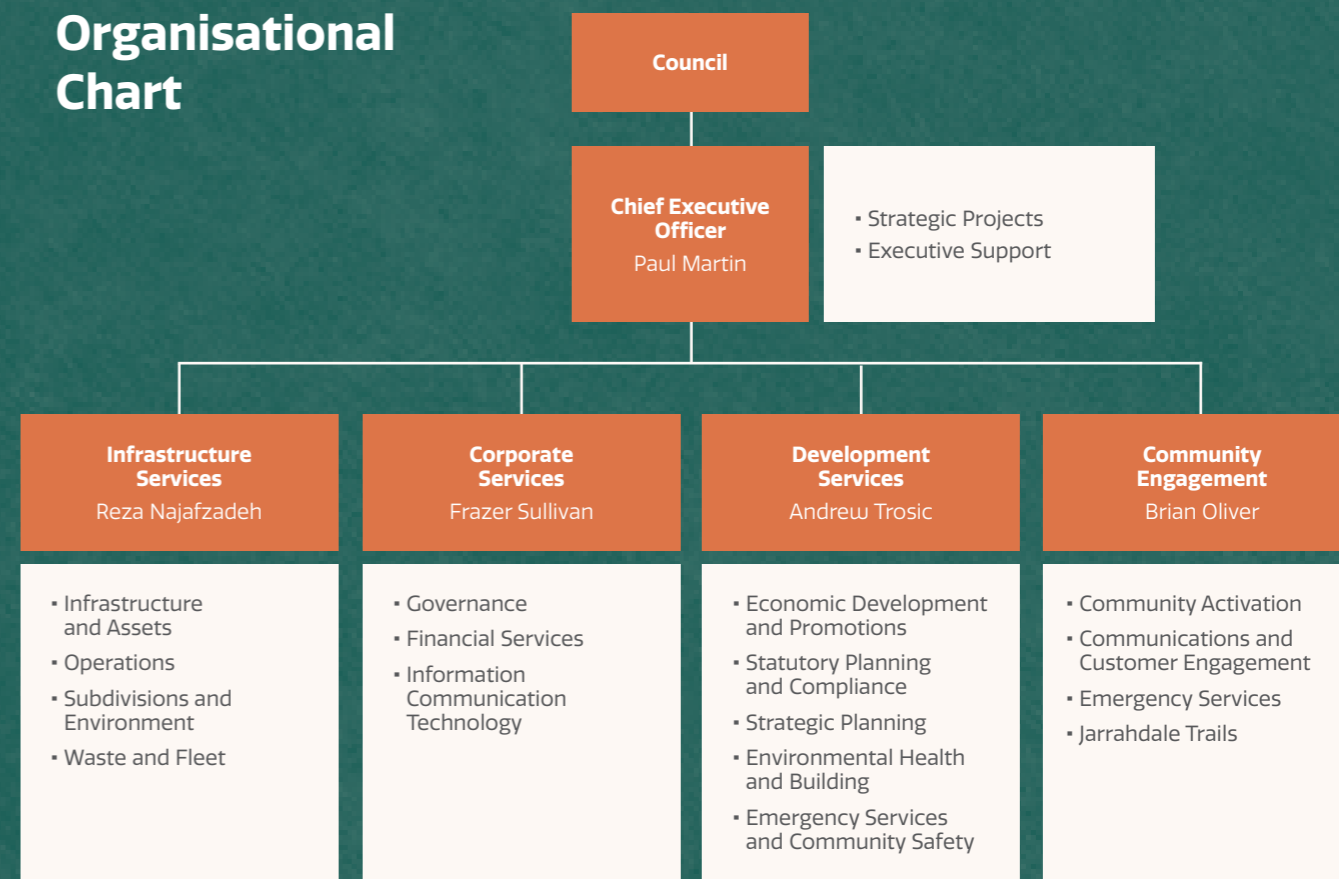 Organisational
Chart
Council
Chief Executive
Officer
Paul Martin
▪ Strategic Projects
▪ Executive Support
Infrastructure
Services
Reza Najafzadeh
▪ Infrastructure
and Assets
▪ Operations
▪ Subdivisions and
Environment
▪ Waste and Fleet
Corporate
Services
Frazer Sullivan
▪ Governance
▪ Financial Services
▪ Information
Communication
Technology
Development
Services
Andrew Trosic
▪ Economic Development
and Promotions
▪ Statutory Planning
and Compliance
▪ Strategic Planning
▪ Environmental Health
and Building
▪ Emergency Services
and Community Safety
Community
Engagement
Brian Oliver
▪ Community Activation
▪ Communications and
Customer Engagement
▪ Emergency Services
▪ Jarrahdale Trails